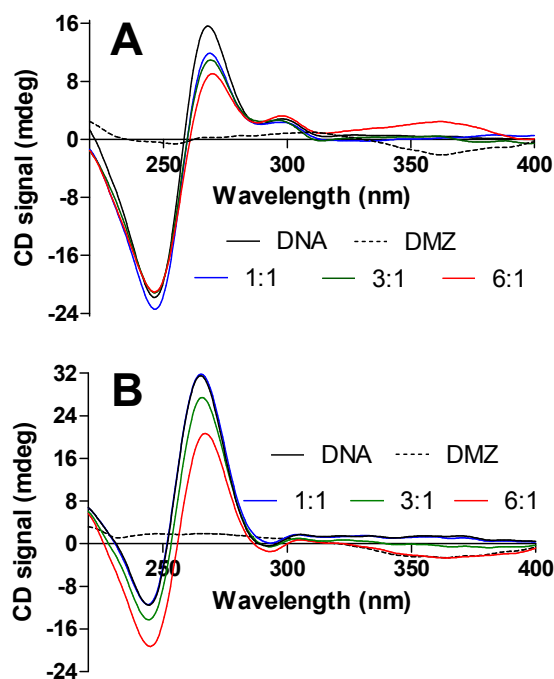 A
CD signal (mdeg)
16
8
0
-8
-16
-24
250
300
350
400
Wavelength (nm)
DNA
DMZ
1:1
3:1
6:1
B
CD signal (mdeg)
32
24
16
8
0
-8
-16
-24
DNA
DMZ
1:1
3:1
6:1
250
300
350
400
Wavelength (nm)